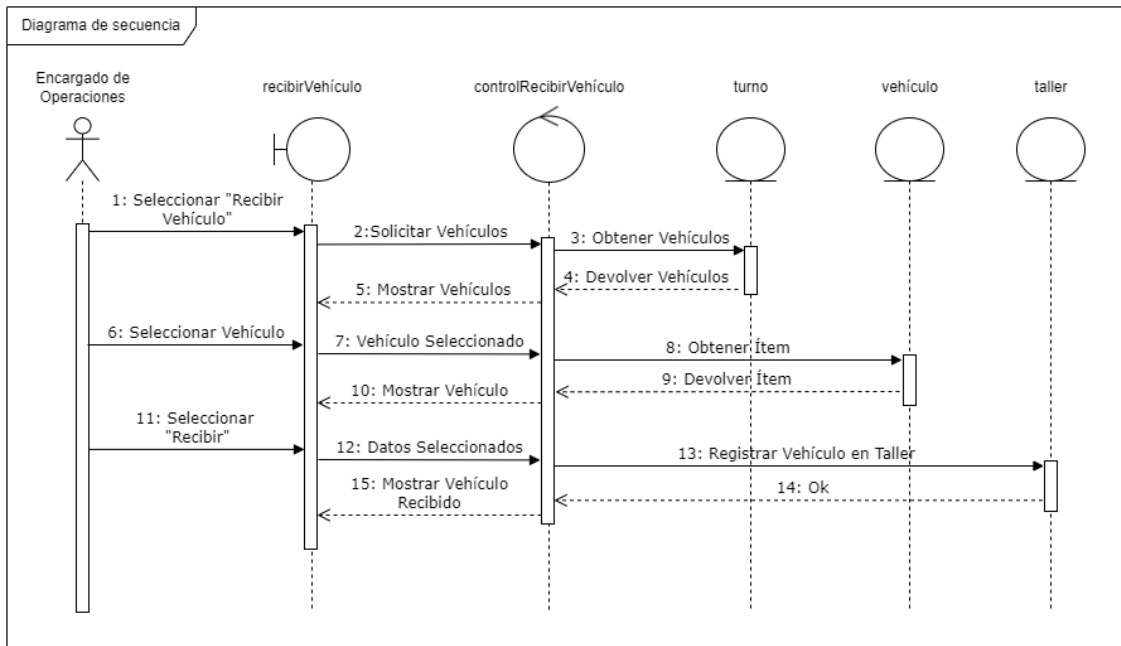 Diagrama de secuencia
Encargado de
Operaciones
recibirVehículo
controlRecibirVehículo
turno
vehículo
taller
1: Seleccionar "Recibir
Vehículo"
2:Solicitar Vehículos
3: Obtener Vehículos
4: Devolver Vehículos
5: Mostrar Vehículos
6: Seleccionar Vehículo
7: Vehículo Seleccionado
8: Obtener Ítem
9: Devolver Ítem
10: Mostrar Vehículo
11: Seleccionar
"Recibir"
12: Datos Seleccionados
13: Registrar Vehículo en Taller
14: Ok
15: Mostrar Vehículo
Recibido